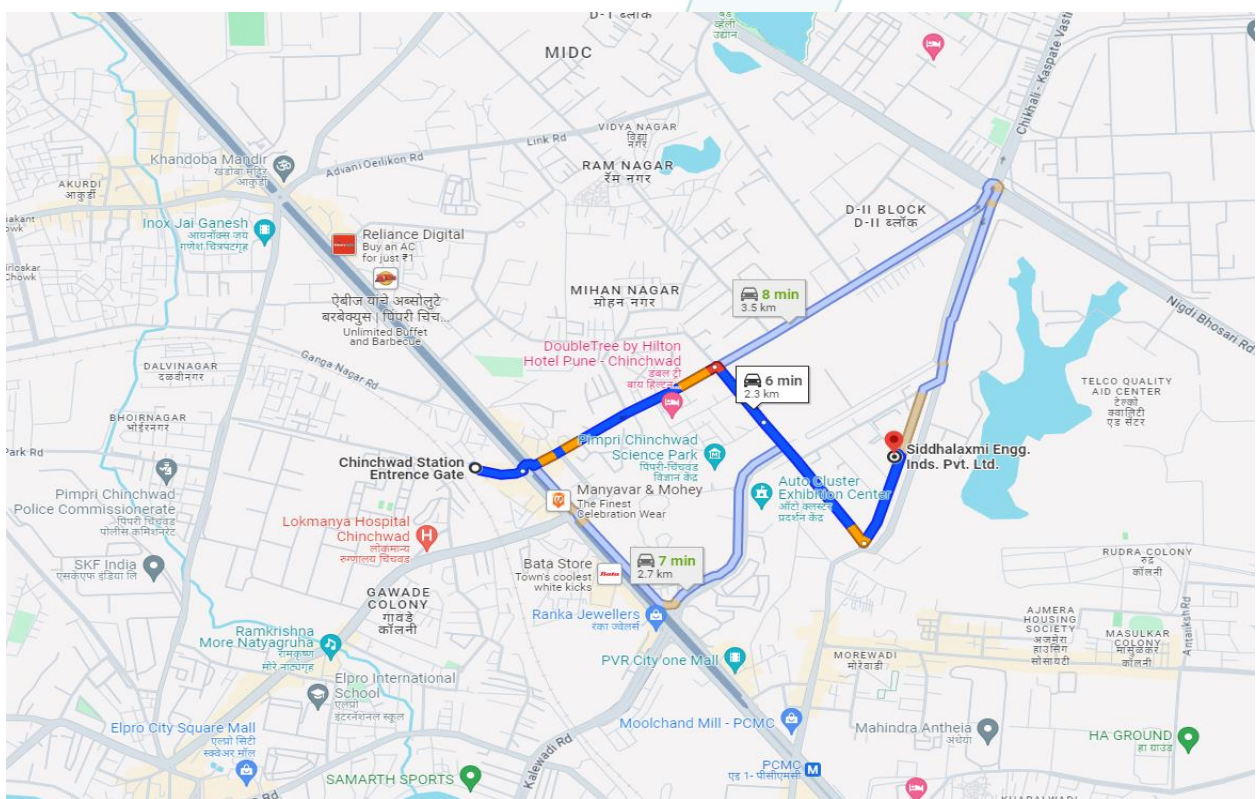 D-I ब्लॉक
MIDC
Chikhali - Kaspate Vasti
Link Rd
VIDYA NAGAR
विद्या
नगर
Khandoba Mandir
खंडोबा मंदिर
आकुर्डी
Advani Oerlikon Rd
RAM NAGAR
रॅम नगर
AKURDI
आकुर्डी
D-II BLOCK
D-II ब्लॉक
Inox Jai Ganesh
आयनॉक्स जय
गणेश चित्रपटगृह
Reliance Digital
Buy an AC
for just ₹1
Chowk
MIHAN NAGAR
मोहन नगर
8 min
3.5 km
ऐबीज यांचे अब्सोलुटे
बरबेक्युस | पिंपरी चिंच...
Unlimited Buffet
and Barbecue
Nigdi Bhosari Rd
DoubleTree by Hilton
Hotel Pune - Chinchwad
डबल ट्री
बाय हिल्टन...
Ganga Nagar Rd
DALVINAGAR
दळवीनगर
6 min
2.3 km
TELCO QUALITY
AID CENTER
टेल्को
क्वालिटी
एड सेंटर
BHOIRNAGAR
भोईरनगर
Park Rd
Pimpri Chinchwad
Science Park
पिंपरी-चिंचवड
विज्ञान केंद्र
Siddhalaxmi Engg.
Inds. Pvt. Ltd.
Chinchwad Station
Entrence Gate
Pimpri Chinchwad
Police Commissionerate
पिंपरी चिंचवड
पोलीस कमिशनरेट
Manyavar & Mohey
The Finest
Celebration Wear
Auto Cluster
Exhibition Center
ऑटो क्लस्टर
प्रदर्शन केंद्र
Lokmanya Hospital
Chinchwad
लोकमान्य
रुग्णालय चिंचवड
SKF India
एसकेएफ इंडिया लि
Bata Store
Town's coolest
white kicks
Bata
7 min
2.7 km
RUDRA COLONY
रुद्र
कॉलनी
GAWADE
COLONY
गावडे
कॉलनी
Ranka Jewellers
रंका ज्वेलर्स
AJMERA
HOUSING
SOCIETY
अजमेरा
हाउसिंग
सोसायटी
MASULKAR
COLONY
मासुळकर
कॉलनी
Antariksh Rd
Ramkrishna
More Natyagruha
रामकृष्ण
मोरे नाट्यगृह
PVR City one Mall
MOREWADI
मोरेवाडी
Elpro International
School
एलप्रो
इंटरनॅशनल स्कूल
Elpro City Square Mall
एल्प्रो सिटी
स्क्वेअर मॉल
Moolchand Mill - PCMC
Mahindra Antheia
अंथेया
HA GROUND
हा ग्राउंड
Kalewadi Rd
SAMARTH SPORTS
PCMC
एइ 1- पीसीएमसी
M